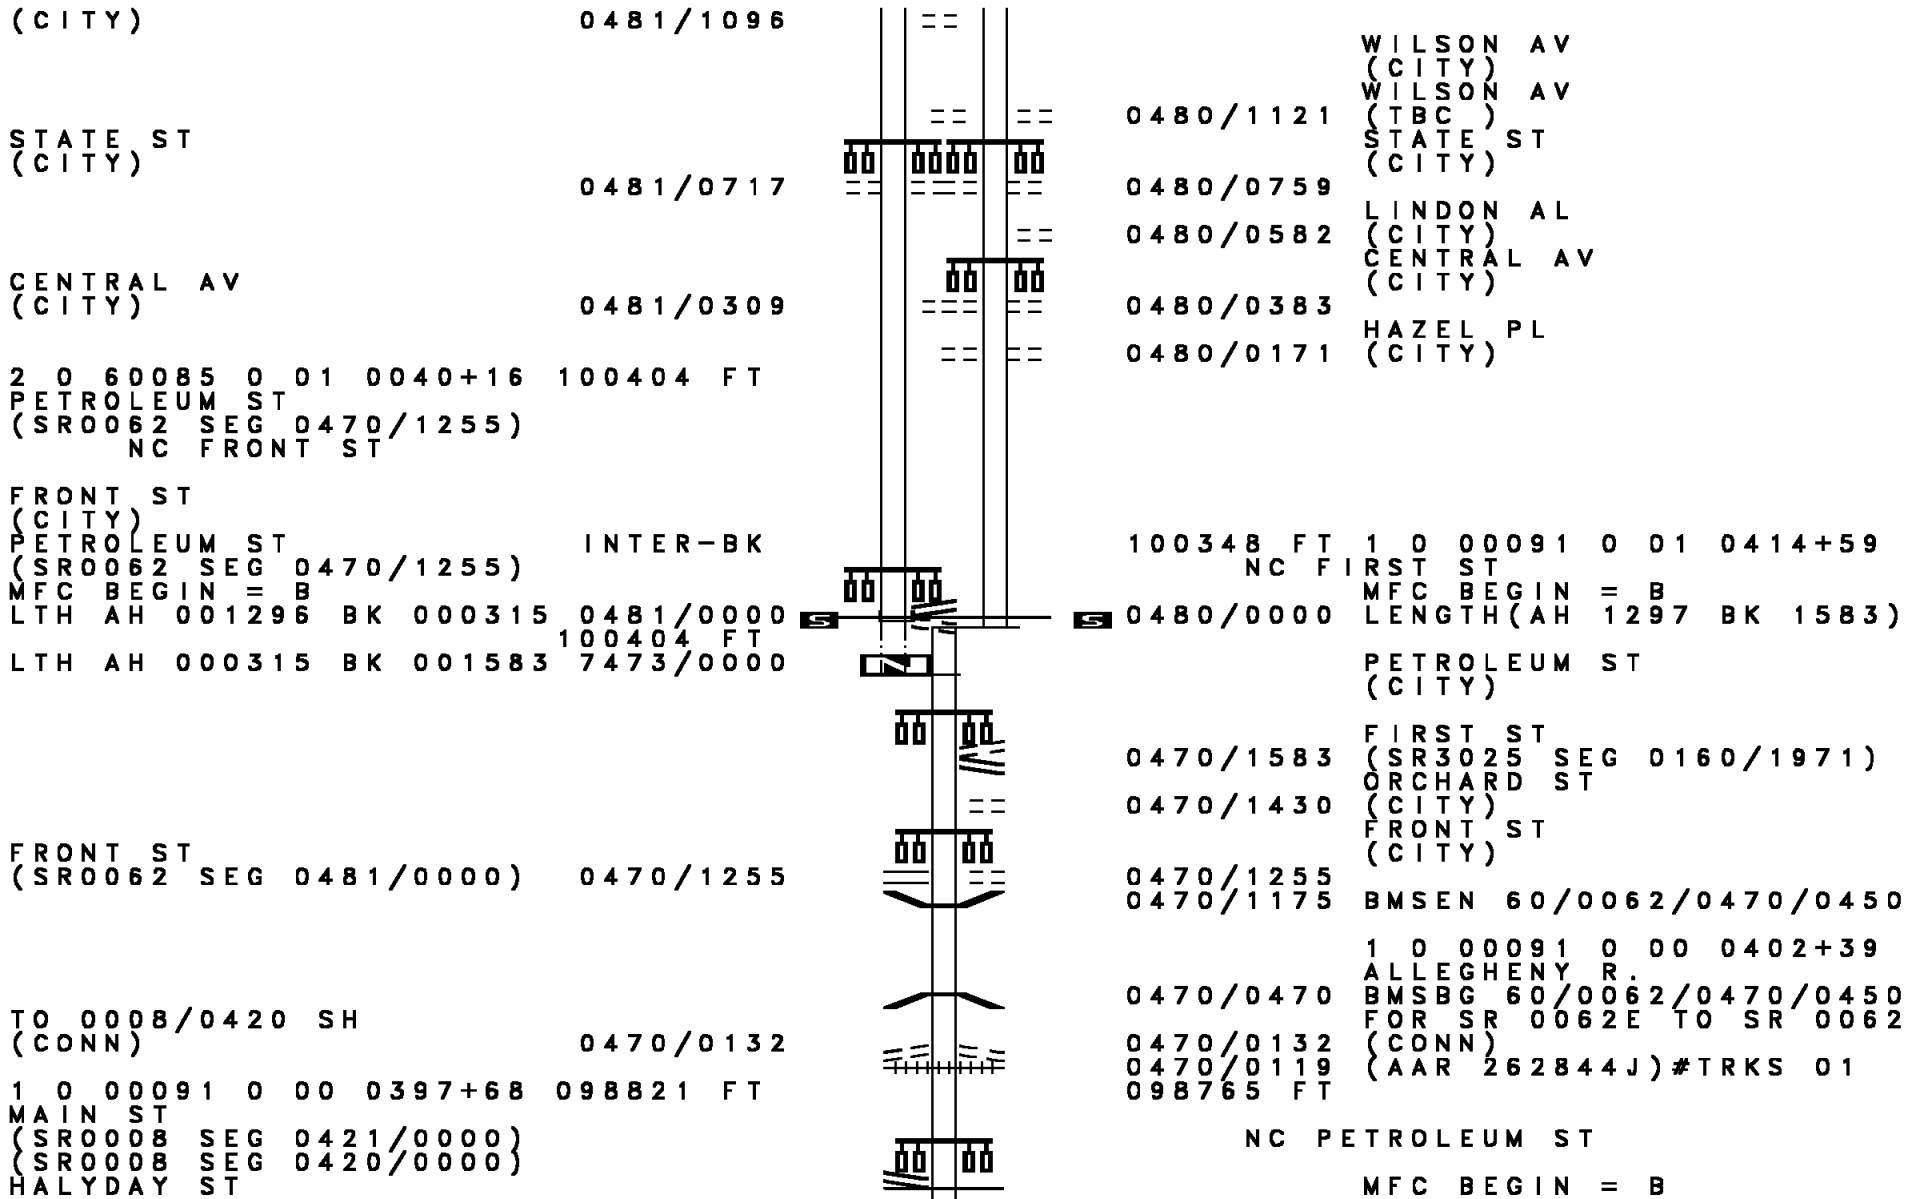 (CITY) 0481/1096
WILSON AV
(CITY)
WILSON AV
0480/1121 (TBC )
STATE ST STATE ST
(CITY) (CITY)
0481/0717 0480/0759
LINDON AL
0480/0582 (CITY)
CENTRAL AV
CENTRAL AV (CITY)
(CITY) 0481/0309 0480/0383
HAZEL PL
0480/0171 (CITY)
2 0 60085 0 01 0040+16 100404 FT
PETROLEUM ST
(SR0062 SEG 0470/1255)
NC FRONT ST
FRONT ST
(CITY)
PETROLEUM ST INTER-BK 100348 FT 1 0 00091 0 01 0414+59
(SR0062 SEG 0470/1255) NC FIRST ST
MFC BEGIN = B MFC BEGIN = B
LTH AH 001296 BK 000315 0481/0000 S S 0480/0000 LENGTH(AH 1297 BK 1583)
100404 FT
LTH AH 000315 BK 001583 7473/0000 N PETROLEUM ST
(CITY)
FIRST ST
0470/1583 (SR3025 SEG 0160/1971)
ORCHARD ST
0470/1430 (CITY)
FRONT ST
FRONT ST (CITY)
(SR0062 SEG 0481/0000) 0470/1255 0470/1255
0470/1175 BMSEN 60/0062/0470/0450
1 0 00091 0 00 0402+39
ALLEGHENY R.
0470/0470 BMSBG 60/0062/0470/0450
TO 0008/0420 SH FOR SR 0062E TO SR 0062
(CONN) 0470/0132 0470/0132 (CONN)
0470/0119 (AAR 262844J)#TRKS 01
1 0 00091 0 00 0397+68 098821 FT 098765 FT
MAIN ST
(SR0008 SEG 0421/0000) NC PETROLEUM ST
(SR0008 SEG 0420/0000)
HALYDAY ST MFC BEGIN = B